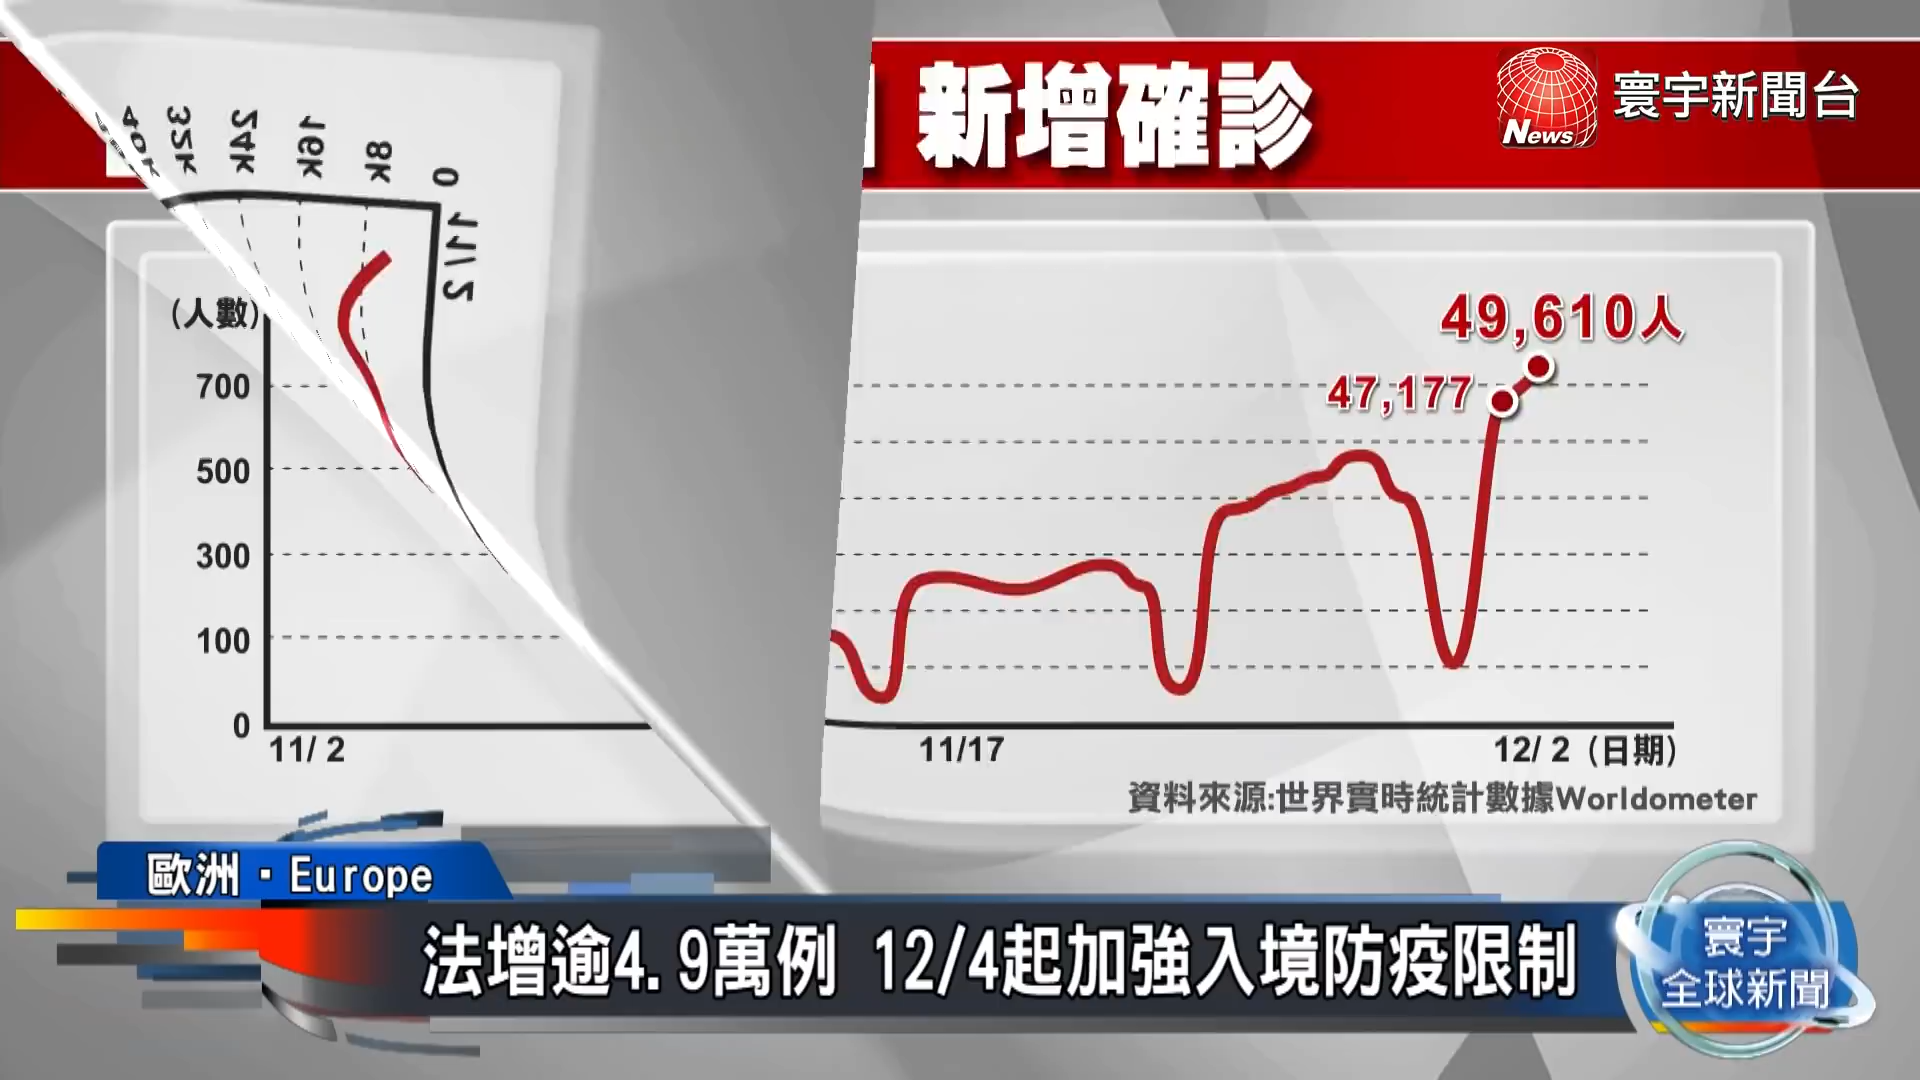 新增確診
News 寰宇新聞台
32K
24K
16K
8K
0
11/2
(人數)
700
500
300
100
0
11/ 2
49,610人
47,177
11/17
12/ 2 (日期)
資料來源:世界實時統計數據Worldometer
歐洲・Europe
法增逾4.9萬例 12/4起加強入境防疫限制
寰宇
全球新聞